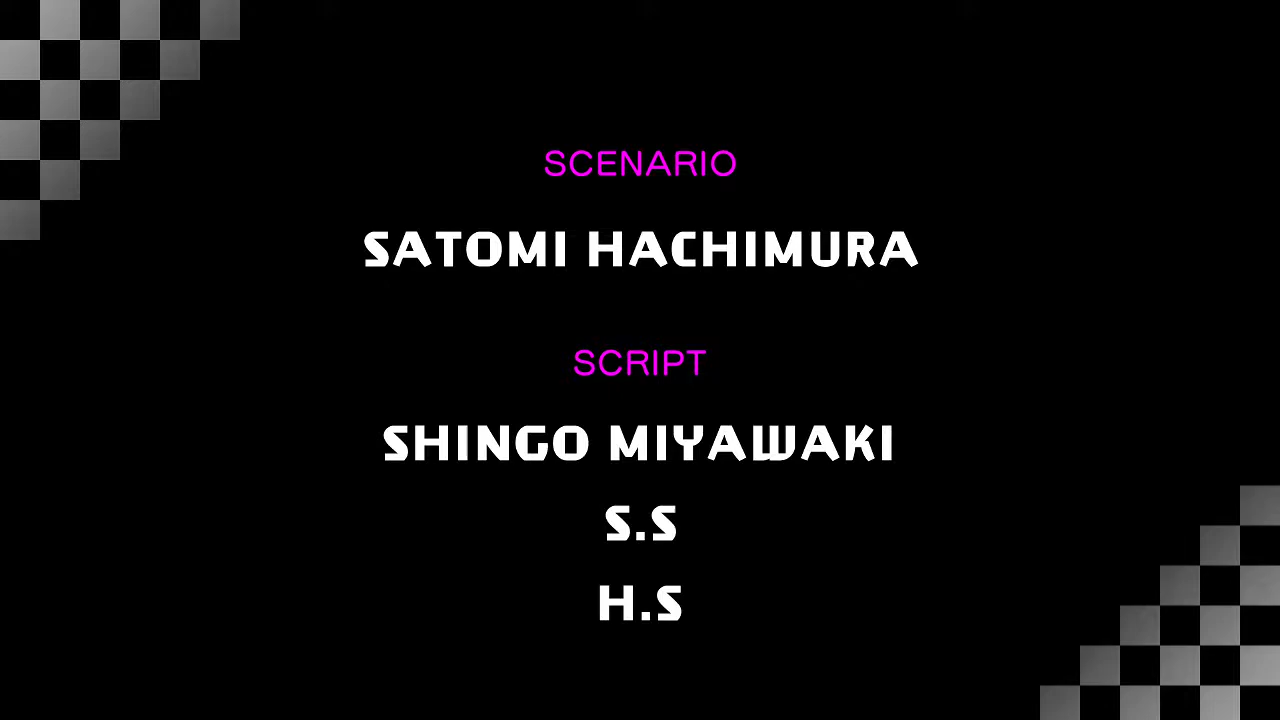 SCENARIO
SATOMI HACHIMURA
SCRIPT
SHINGO MIYAWAKI
S.S
H.S